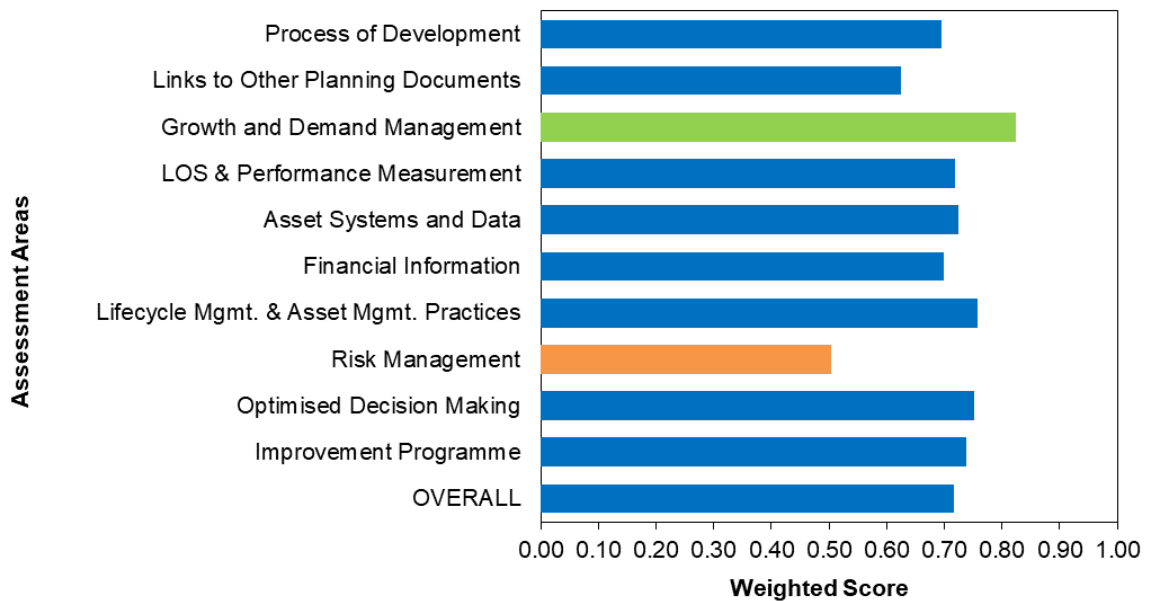 Process of Development
Links to Other Planning Documents
Growth and Demand Management
LOS & Performance Measurement
Asset Systems and Data
Financial Information
Lifecycle Mgmt. & Asset Mgmt. Practices
Risk Management
Optimised Decision Making
Improvement Programme
OVERALL
Assessment Areas
0.00 0.10 0.20 0.30 0.40 0.50 0.60 0.70 0.80 0.90 1.00
Weighted Score